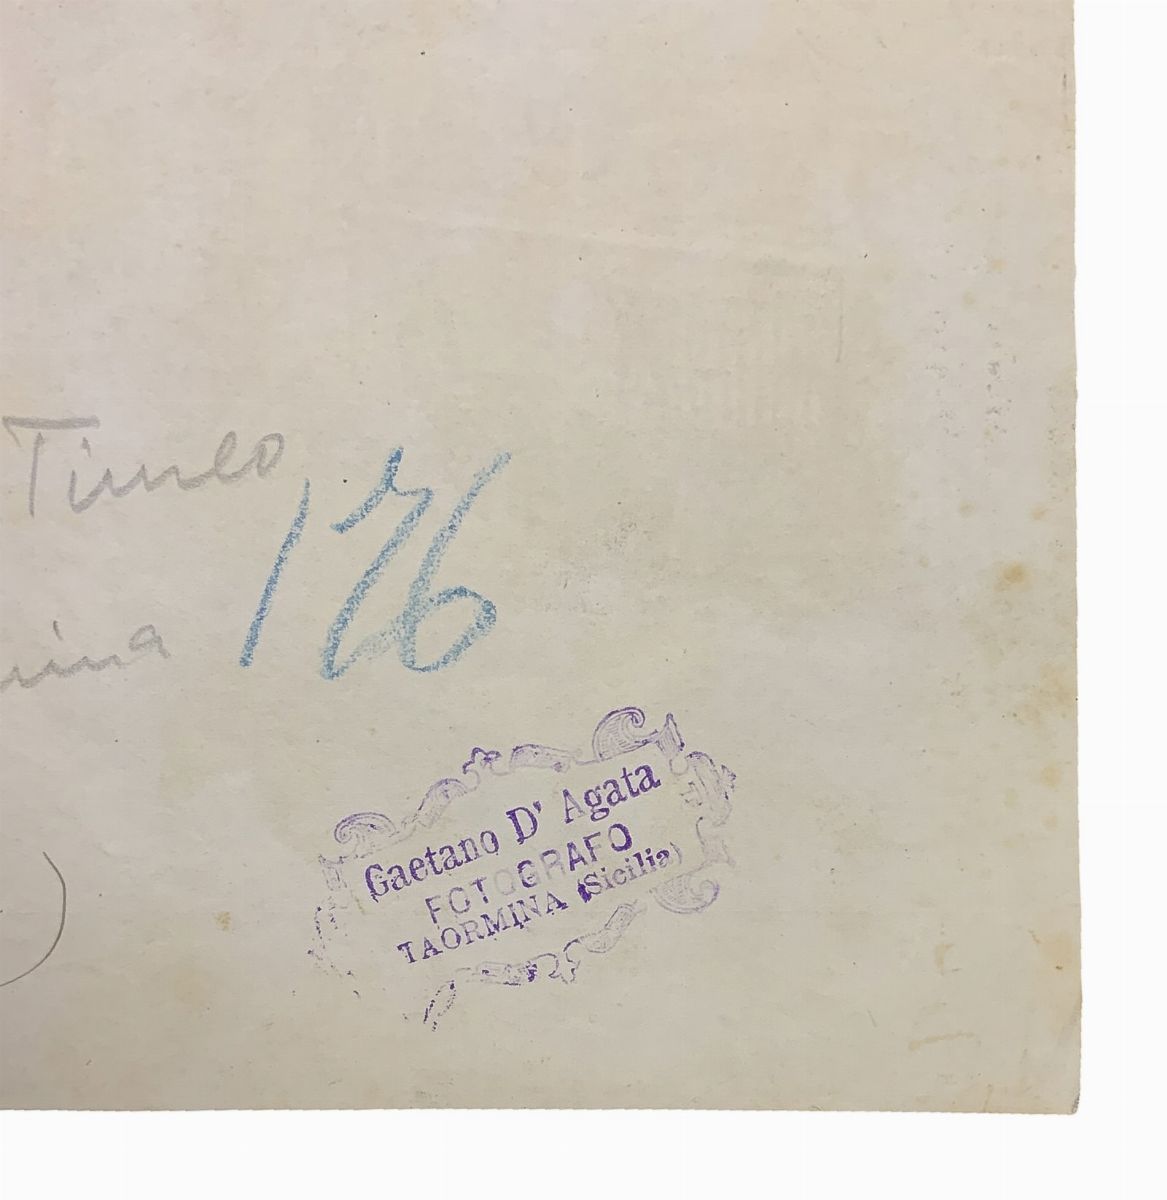 Timeo
176
Gaetano D' Agata
FOTOGRAFO
TAORMINA (Sicilia)